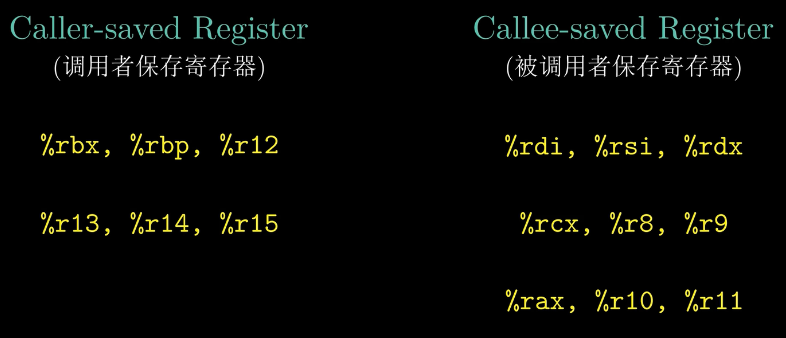 Caller-saved Register
(调用者保存寄存器)
%rbx, %rbp, %r12
%r13, %r14, %r15
Callee-saved Register
(被调用者保存寄存器)
%rdi, %rsi, %rdx
%rcx, %r8, %r9
%rax, %r10, %r11